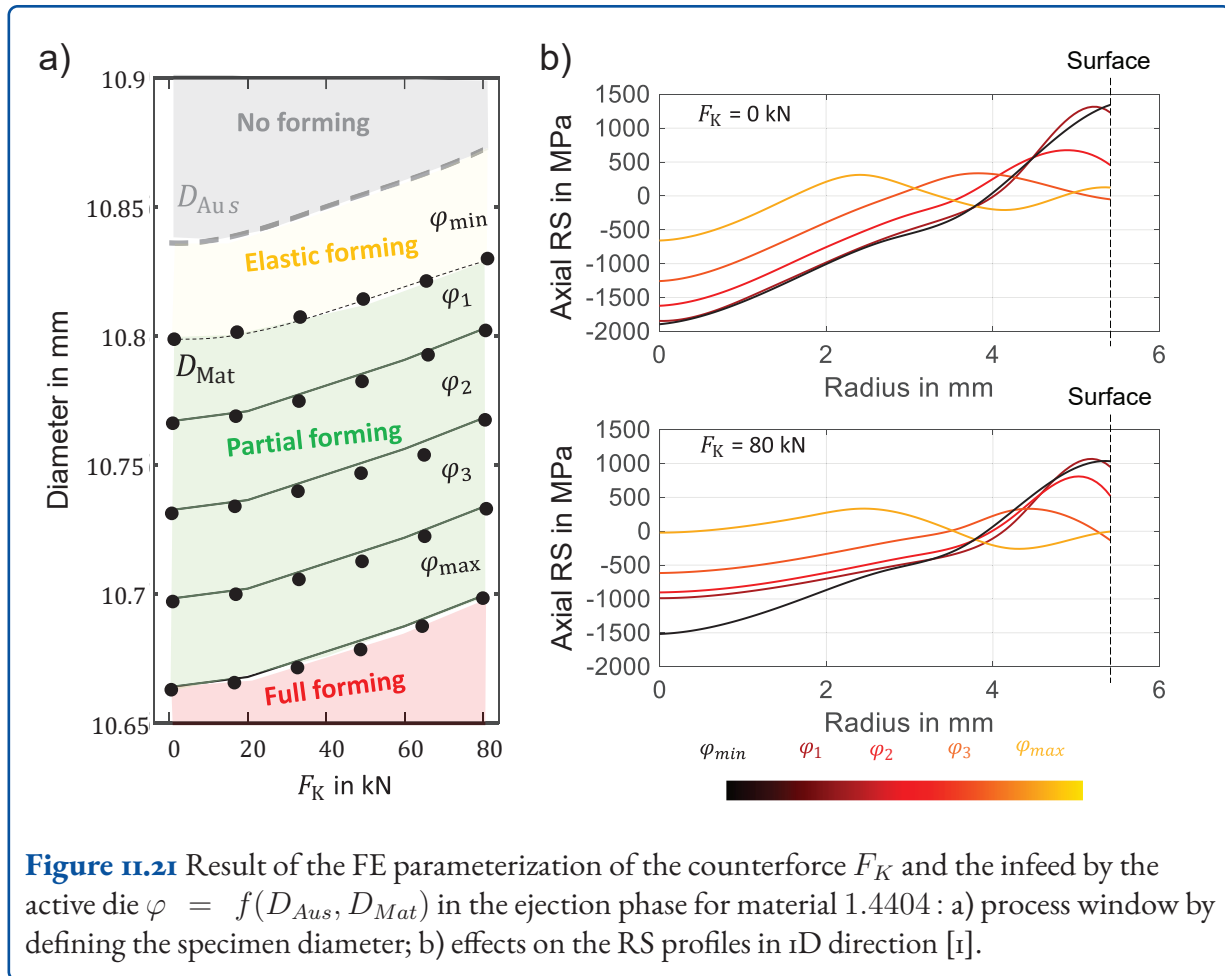 a)
10.9
10.85
10.8
10.75
10.7
10.65
Diameter in mm
No forming
D_Aus
Elastic forming
φ_min
φ_1
D_Mat
φ_2
Partial forming
φ_3
φ_max
Full forming
0 20 40 60 80
F_K in kN
b)
Surface
F_K = 0 kN
1500
1000
500
0
-500
-1000
-1500
-2000
Axial RS in MPa
0 2 4 6
Radius in mm
Surface
F_K = 80 kN
1500
1000
500
0
-500
-1000
-1500
-2000
Axial RS in MPa
0 2 4 6
Radius in mm
φ_min φ_1 φ_2 φ_3 φ_max
Figure 11.21 Result of the FE parameterization of the counterforce F_K and the infeed by the
active die φ = f(D_Aus, D_Mat) in the ejection phase for material 1.4404 : a) process window by
defining the specimen diameter; b) effects on the RS profiles in 1D direction [1].